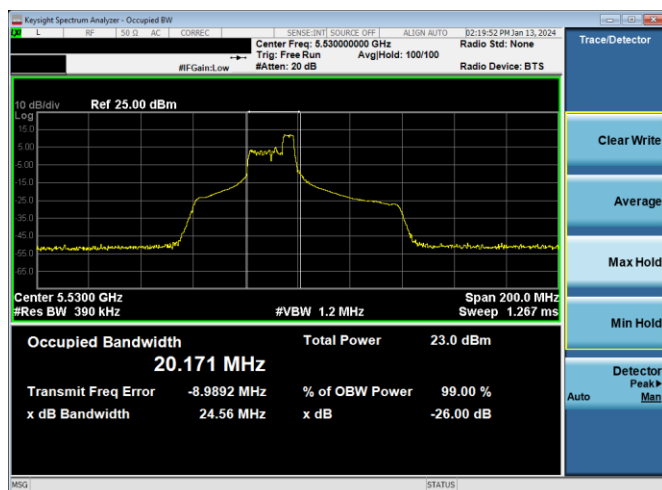 Keysight Spectrum Analyzer - Occupied BW
LXI L RF 50 Ω AC CORREC SENSE:INT SOURCE OFF ALIGN AUTO 02:19:52 PM Jan 13, 2024
Center Freq: 5.530000000 GHz Radio Std: None
Trig: Free Run Avg|Hold: 100/100
#IFGain:Low #Atten: 20 dB Radio Device: BTS
Trace/Detector
10 dB/div Ref 25.00 dBm
Log
15.0
5.00
-5.00
-15.0
-25.0
-35.0
-45.0
-55.0
-65.0
Center 5.5300 GHz Span 200.0 MHz
#Res BW 390 kHz #VBW 1.2 MHz Sweep 1.267 ms
Occupied Bandwidth Total Power 23.0 dBm
20.171 MHz
Transmit Freq Error -8.9892 MHz % of OBW Power 99.00 %
x dB Bandwidth 24.56 MHz x dB -26.00 dB
Clear Write
Average
Max Hold
Min Hold
Detector
Peak▶
Auto Man
MSG STATUS